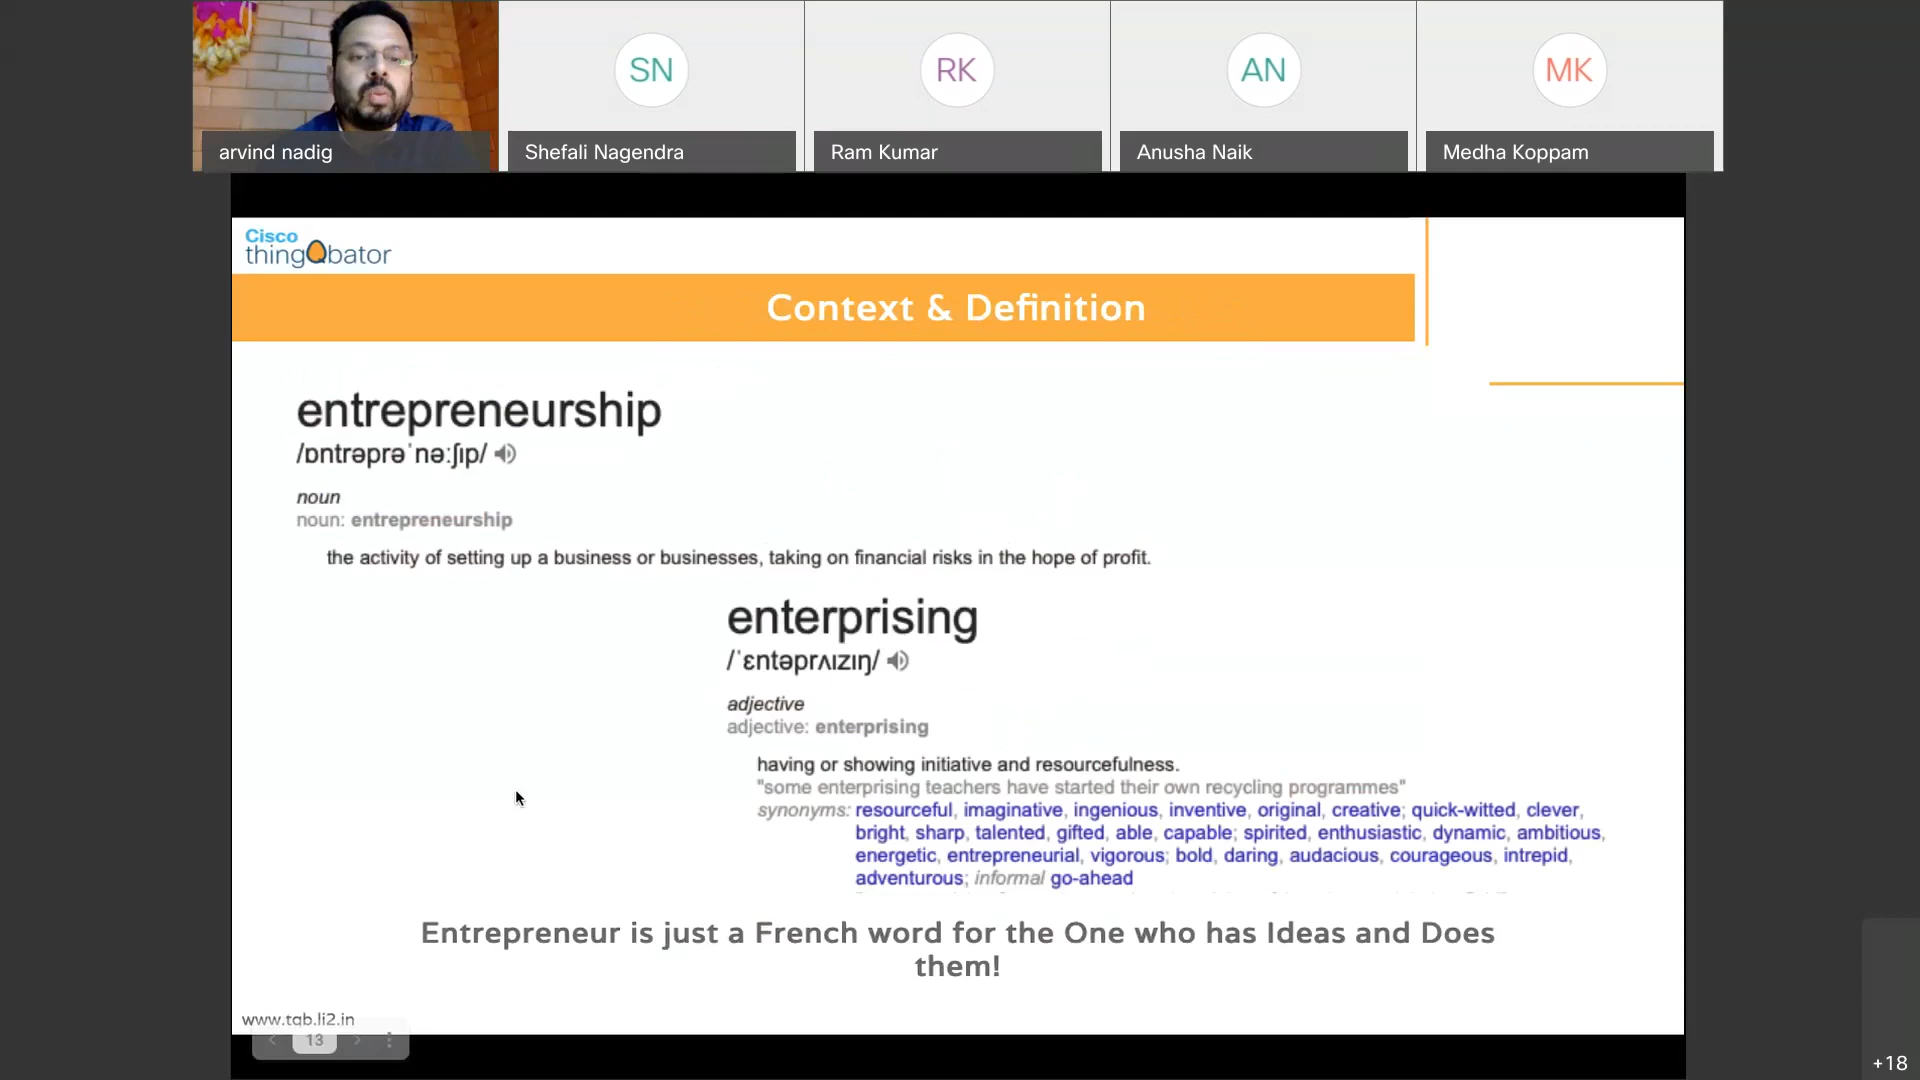 SN
RK
AN
MK
arvind nadig
Shefali Nagendra
Ram Kumar
Anusha Naik
Medha Koppam
Cisco
thingQbator
Context & Definition
entrepreneurship
/ɒntrəprəˈnəːʃɪp/
noun
noun: entrepreneurship
the activity of setting up a business or businesses, taking on financial risks in the hope of profit.
enterprising
/ˈɛntəprʌɪzɪŋ/
adjective
adjective: enterprising
having or showing initiative and resourcefulness.
"some enterprising teachers have started their own recycling programmes"
synonyms: resourceful, imaginative, ingenious, inventive, original, creative; quick-witted, clever,
bright, sharp, talented, gifted, able, capable; spirited, enthusiastic, dynamic, ambitious,
energetic, entrepreneurial, vigorous; bold, daring, audacious, courageous, intrepid,
adventurous; informal go-ahead
Entrepreneur is just a French word for the One who has Ideas and Does
them!
www.tqb.li2.in
13
+18